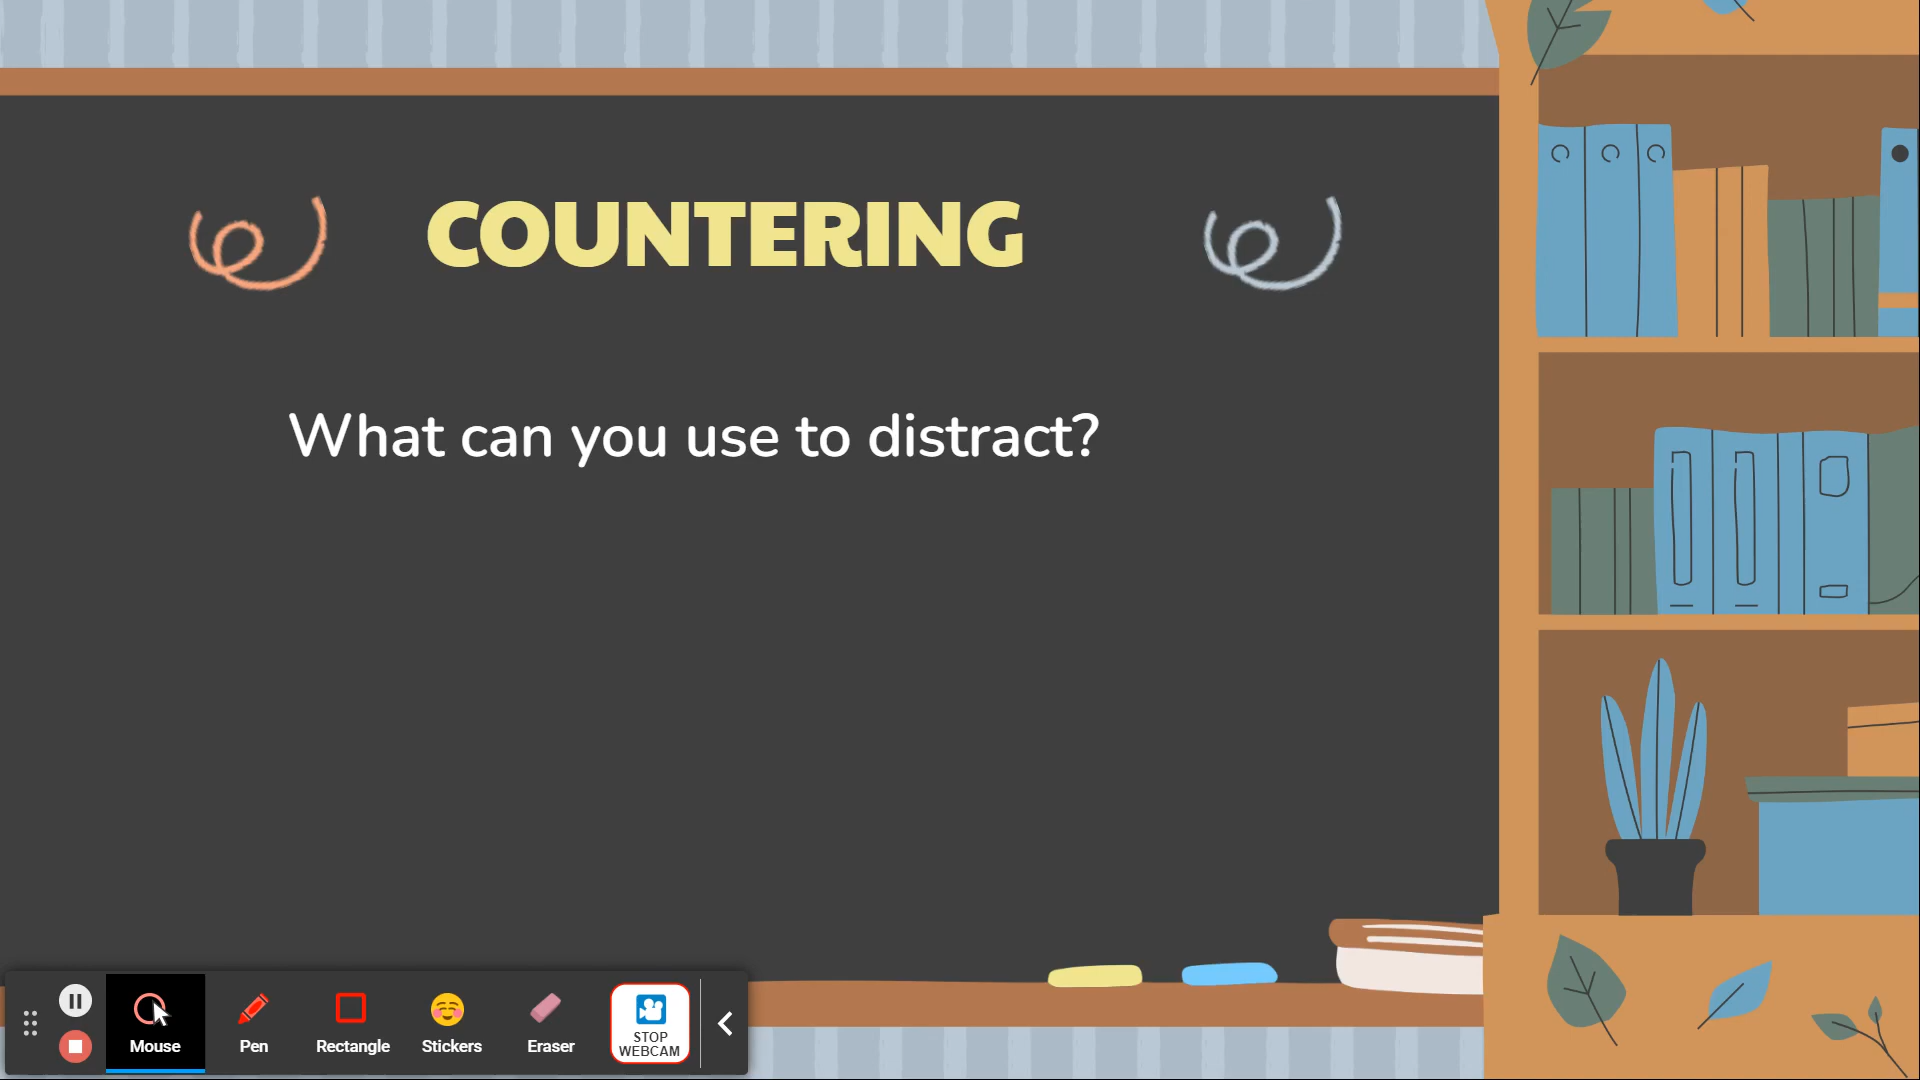 COUNTERING
What can you use to distract?
Mouse
Pen
Rectangle
Stickers
Eraser
STOP
WEBCAM